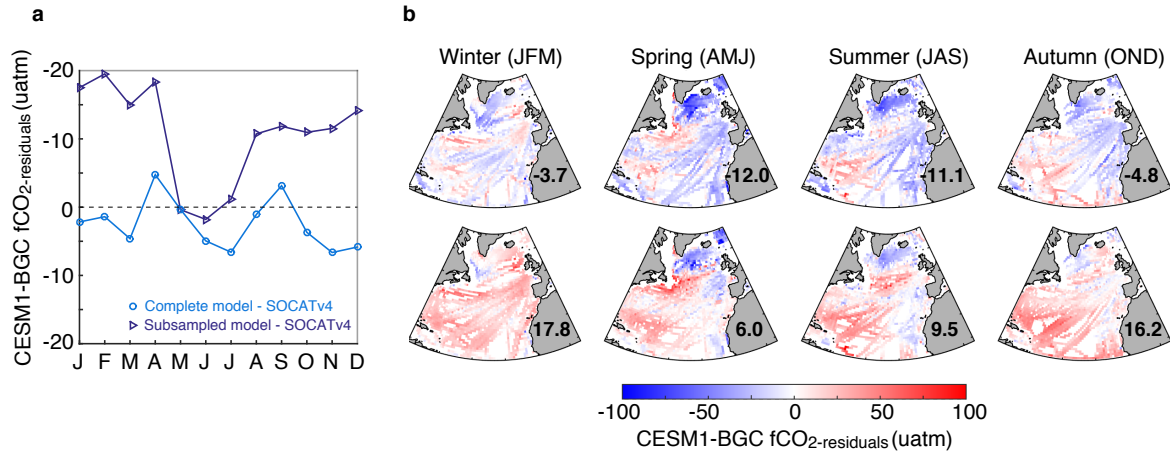 a
CESM1-BGC fCO2-residuals (uatm)
-20
-10
0
-10
-20
J F M A M J J A S O N D
Complete model - SOCATv4
Subsampled model - SOCATv4
b
Winter (JFM) Spring (AMJ) Summer (JAS) Autumn (OND)
-3.7 -12.0 -11.1 -4.8
17.8 6.0 9.5 16.2
-100 -50 0 50 100
CESM1-BGC fCO2-residuals (uatm)